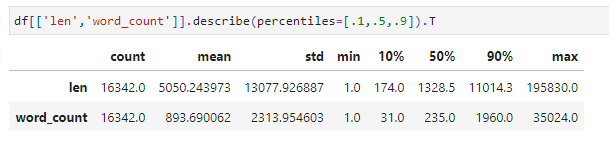 df[['len','word_count']].describe(percentiles=[.1,.5,.9]).T
count mean std min 10% 50% 90% max
len 16342.0 5050.243973 13077.926887 1.0 174.0 1328.5 11014.3 195830.0
word_count 16342.0 893.690062 2313.954603 1.0 31.0 235.0 1960.0 35024.0